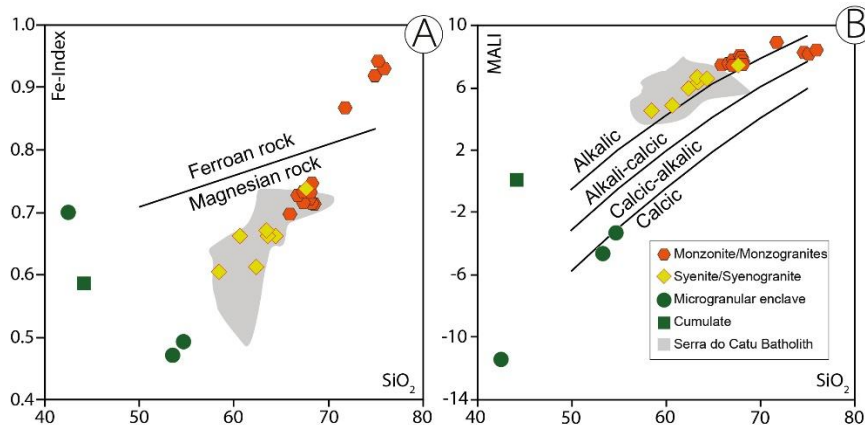 A
Fe-Index
1.0
0.9
0.8
0.7
0.6
0.5
0.4
Ferroan rock
Magnesian rock
SiO₂
40
50
60
70
80
B
MALI
10
6
2
-2
-6
-10
-14
Alkalic
Alkali-calcic
Calcic-alkalic
Calcic
Monzonite/Monzogranites
Syenite/Syenogranite
Microgranular enclave
Cumulate
Serra do Catu Batholith
SiO₂
40
50
60
70
80